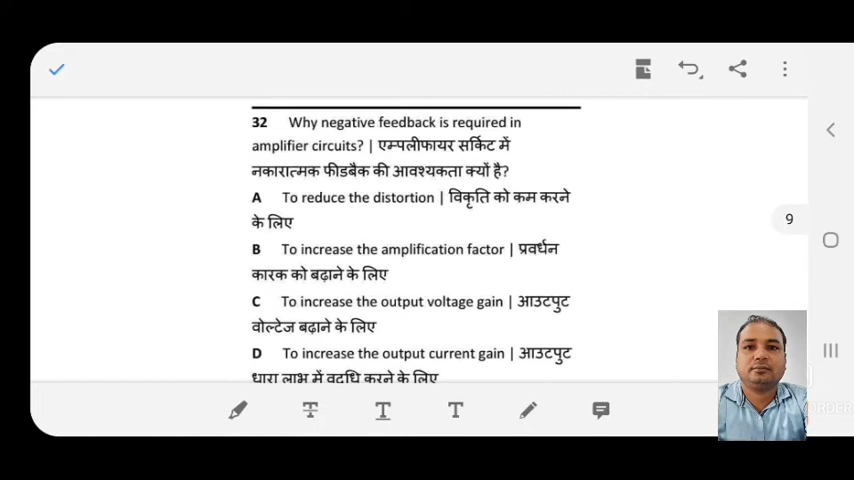 32 Why negative feedback is required in
amplifier circuits? | एम्पलीफायर सर्किट में
नकारात्मक फीडबैक की आवश्यकता क्यों है?
A To reduce the distortion | विकृति को कम करने
के लिए
B To increase the amplification factor | प्रवर्धन
कारक को बढ़ाने के लिए
C To increase the output voltage gain | आउटपुट
वोल्टेज बढ़ाने के लिए
D To increase the output current gain | आउटपुट
धारा लाभ में वृद्धि करने के लिए
9